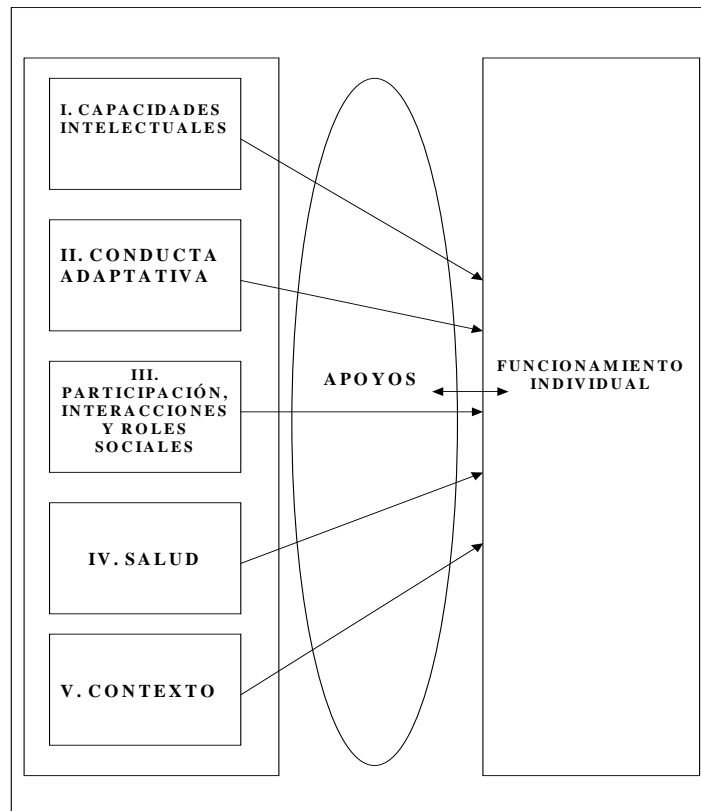 I. CAPACIDADES
INTELECTUALES
II. CONDUCTA
ADAPTATIVA
III.
PARTICIPACIÓN,
INTERACCIONES
Y ROLES
SOCIALES
IV. SALUD
V. CONTEXTO
APOYOS
FUNCIONAMIENTO
INDIVIDUAL